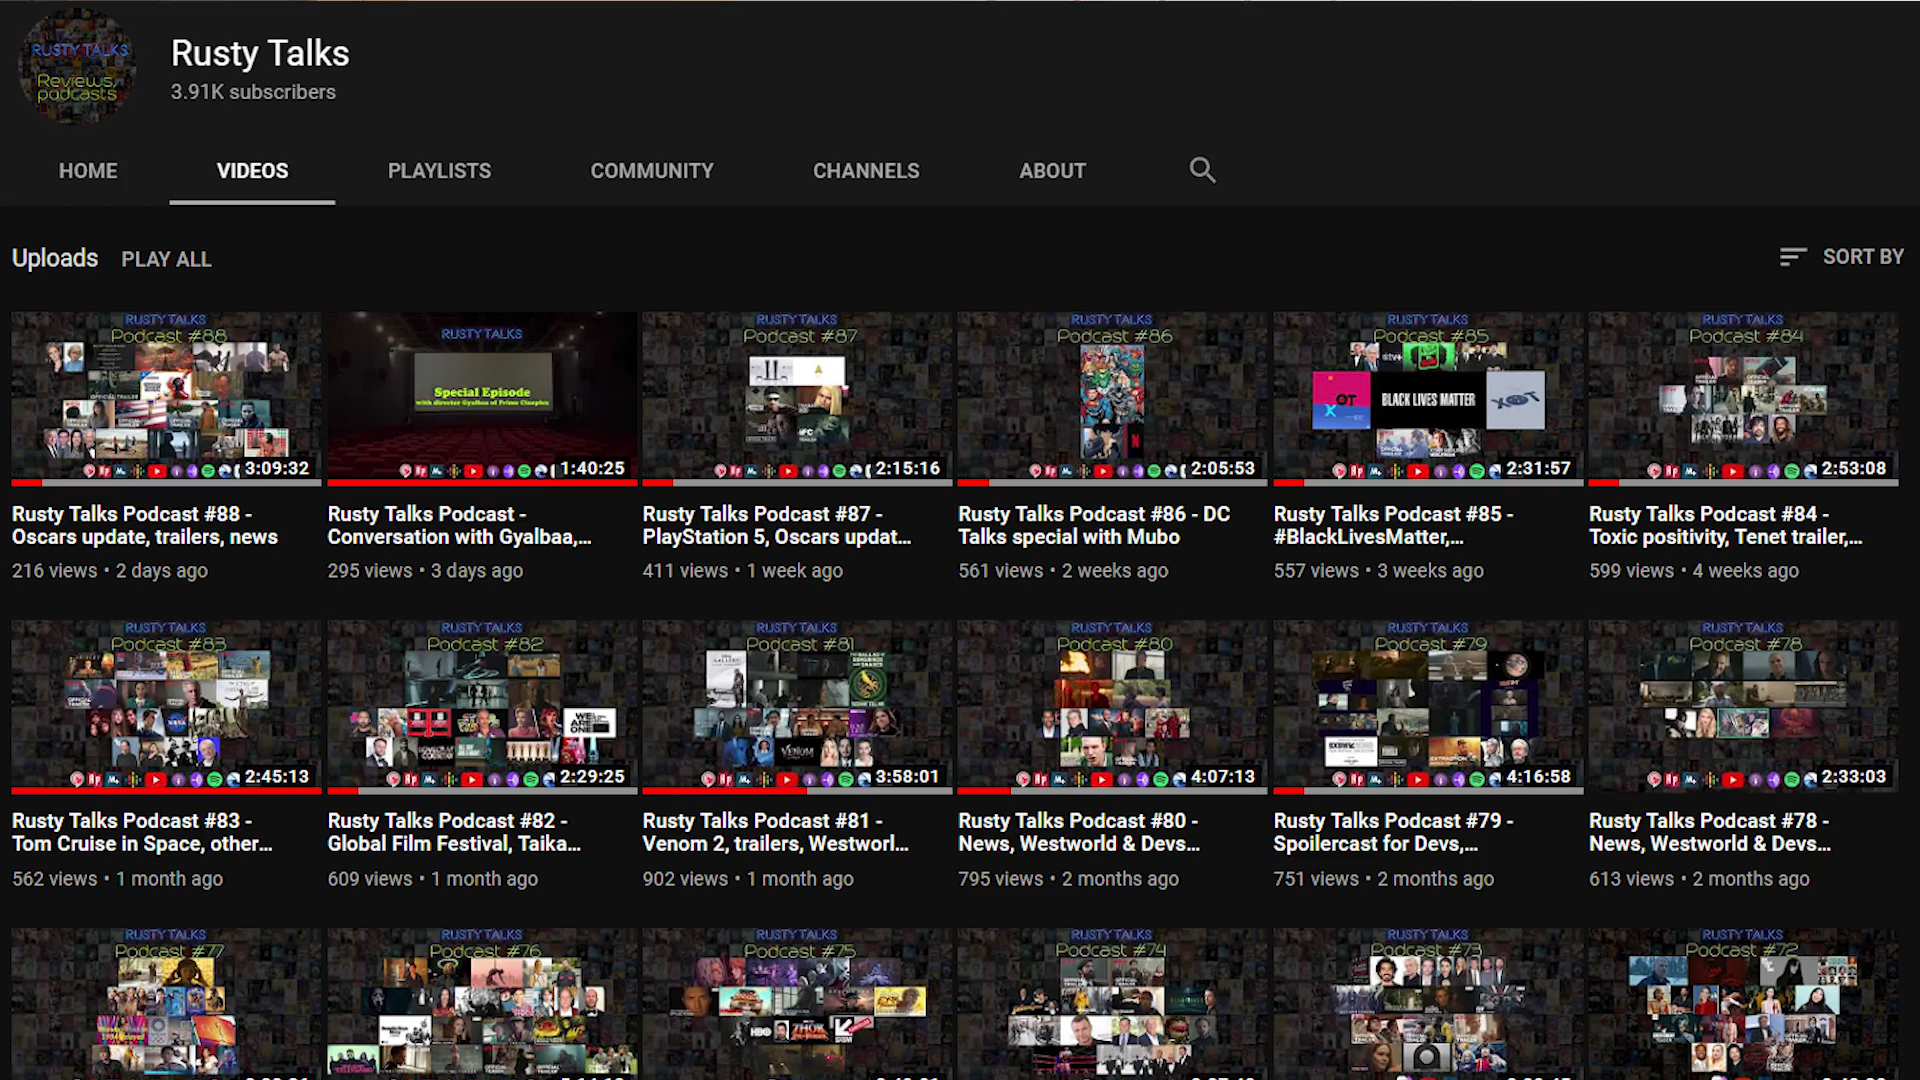 RUSTY TALKS
Reviews,
podcasts
Rusty Talks
3.91K subscribers
HOME
VIDEOS
PLAYLISTS
COMMUNITY
CHANNELS
ABOUT
Uploads
PLAY ALL
SORT BY
RUSTY TALKS
Podcast #88
3:09:32
Rusty Talks Podcast #88 -
Oscars update, trailers, news
216 views • 2 days ago
RUSTY TALKS
Special Episode
with director Gyalbaa of Prime Cineplex
1:40:25
Rusty Talks Podcast -
Conversation with Gyalbaa,...
295 views • 3 days ago
RUSTY TALKS
Podcast #87
2:15:16
Rusty Talks Podcast #87 -
PlayStation 5, Oscars updat...
411 views • 1 week ago
RUSTY TALKS
Podcast #86
2:05:53
Rusty Talks Podcast #86 - DC
Talks special with Mubo
561 views • 2 weeks ago
RUSTY TALKS
Podcast #85
BLACK LIVES MATTER
2:31:57
Rusty Talks Podcast #85 -
#BlackLivesMatter,...
557 views • 3 weeks ago
RUSTY TALKS
Podcast #84
2:53:08
Rusty Talks Podcast #84 -
Toxic positivity, Tenet trailer,...
599 views • 4 weeks ago
RUSTY TALKS
Podcast #83
2:45:13
Rusty Talks Podcast #83 -
Tom Cruise in Space, other...
562 views • 1 month ago
RUSTY TALKS
Podcast #82
WE
ARE
ONE
2:29:25
Rusty Talks Podcast #82 -
Global Film Festival, Taika...
609 views • 1 month ago
RUSTY TALKS
Podcast #81
VENOM
3:58:01
Rusty Talks Podcast #81 -
Venom 2, trailers, Westworl...
902 views • 1 month ago
RUSTY TALKS
Podcast #80
4:07:13
Rusty Talks Podcast #80 -
News, Westworld & Devs...
795 views • 2 months ago
RUSTY TALKS
Podcast #79
4:16:58
Rusty Talks Podcast #79 -
Spoilercast for Devs,...
751 views • 2 months ago
RUSTY TALKS
Podcast #78
2:33:03
Rusty Talks Podcast #78 -
News, Westworld & Devs...
613 views • 2 months ago
RUSTY TALKS
Podcast #77
RUSTY TALKS
Podcast #76
RUSTY TALKS
Podcast #75
HBO
THOR
RUSTY TALKS
Podcast #74
RUSTY TALKS
Podcast #73
RUSTY TALKS
Podcast #72